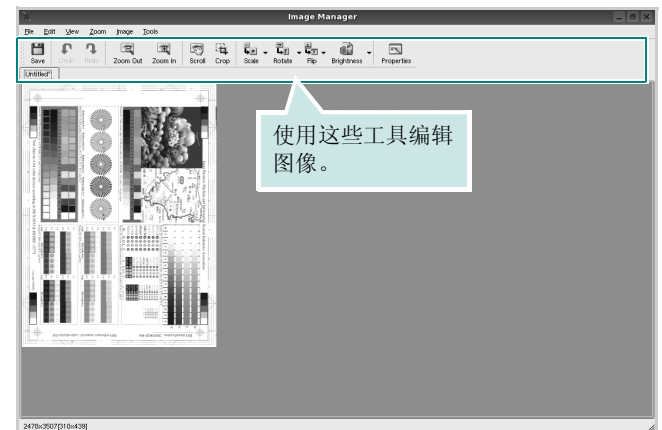 Image Manager
File Edit View Zoom Image Tools
Save Undo Redo Zoom Out Zoom In Scroll Crop Scale Rotate Flip Brightness Properties
Untitled*
使用这些工具编辑
图像。
2478x3507[310x439]